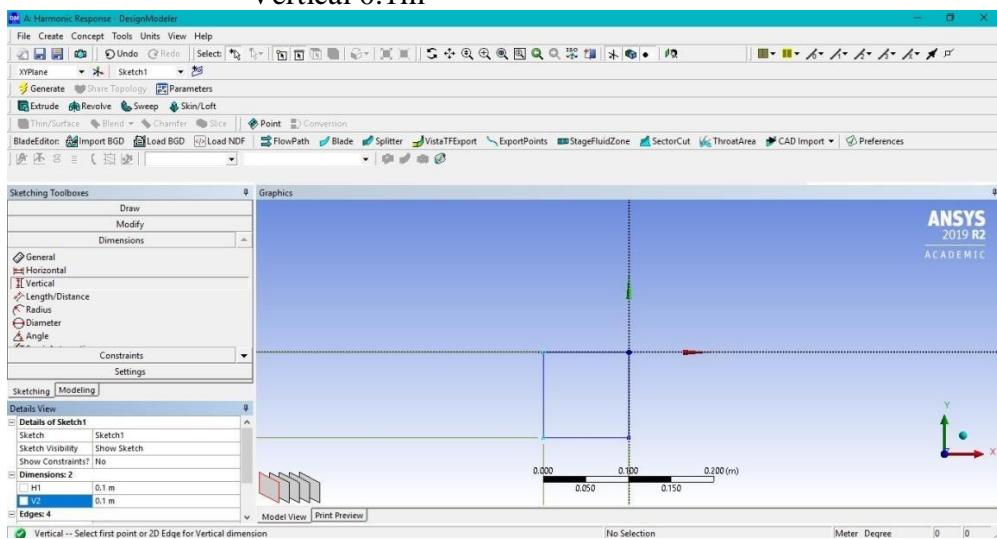 Vertical 0.1m
A: Harmonic Response - DesignModeler
File Create Concept Tools Units View Help
Undo Redo Select:
XYPlane Sketch1
Generate Share Topology Parameters
Extrude Revolve Sweep Skin/Loft
Thin/Surface Blend Chamfer Slice Point Conversion
BladeEditor: Import BGD Load BGD Load NDF FlowPath Blade Splitter VistaTFExport ExportPoints StageFluidZone SectorCut ThroatArea CAD Import Preferences
Sketching Toolboxes
Draw
Modify
Dimensions
General
Horizontal
Vertical
Length/Distance
Radius
Diameter
Angle
Constraints
Settings
Sketching Modeling
Details View
Details of Sketch1
Sketch Sketch1
Sketch Visibility Show Sketch
Show Constraints? No
Dimensions: 2
H1 0.1 m
V2 0.1 m
Edges: 4
Graphics
ANSYS
2019 R2
ACADEMIC
Y
X
0.000 0.100 0.200 (m)
0.050 0.150
Model View Print Preview
Vertical -- Select first point or 2D Edge for Vertical dimension No Selection Meter Degree 0 0